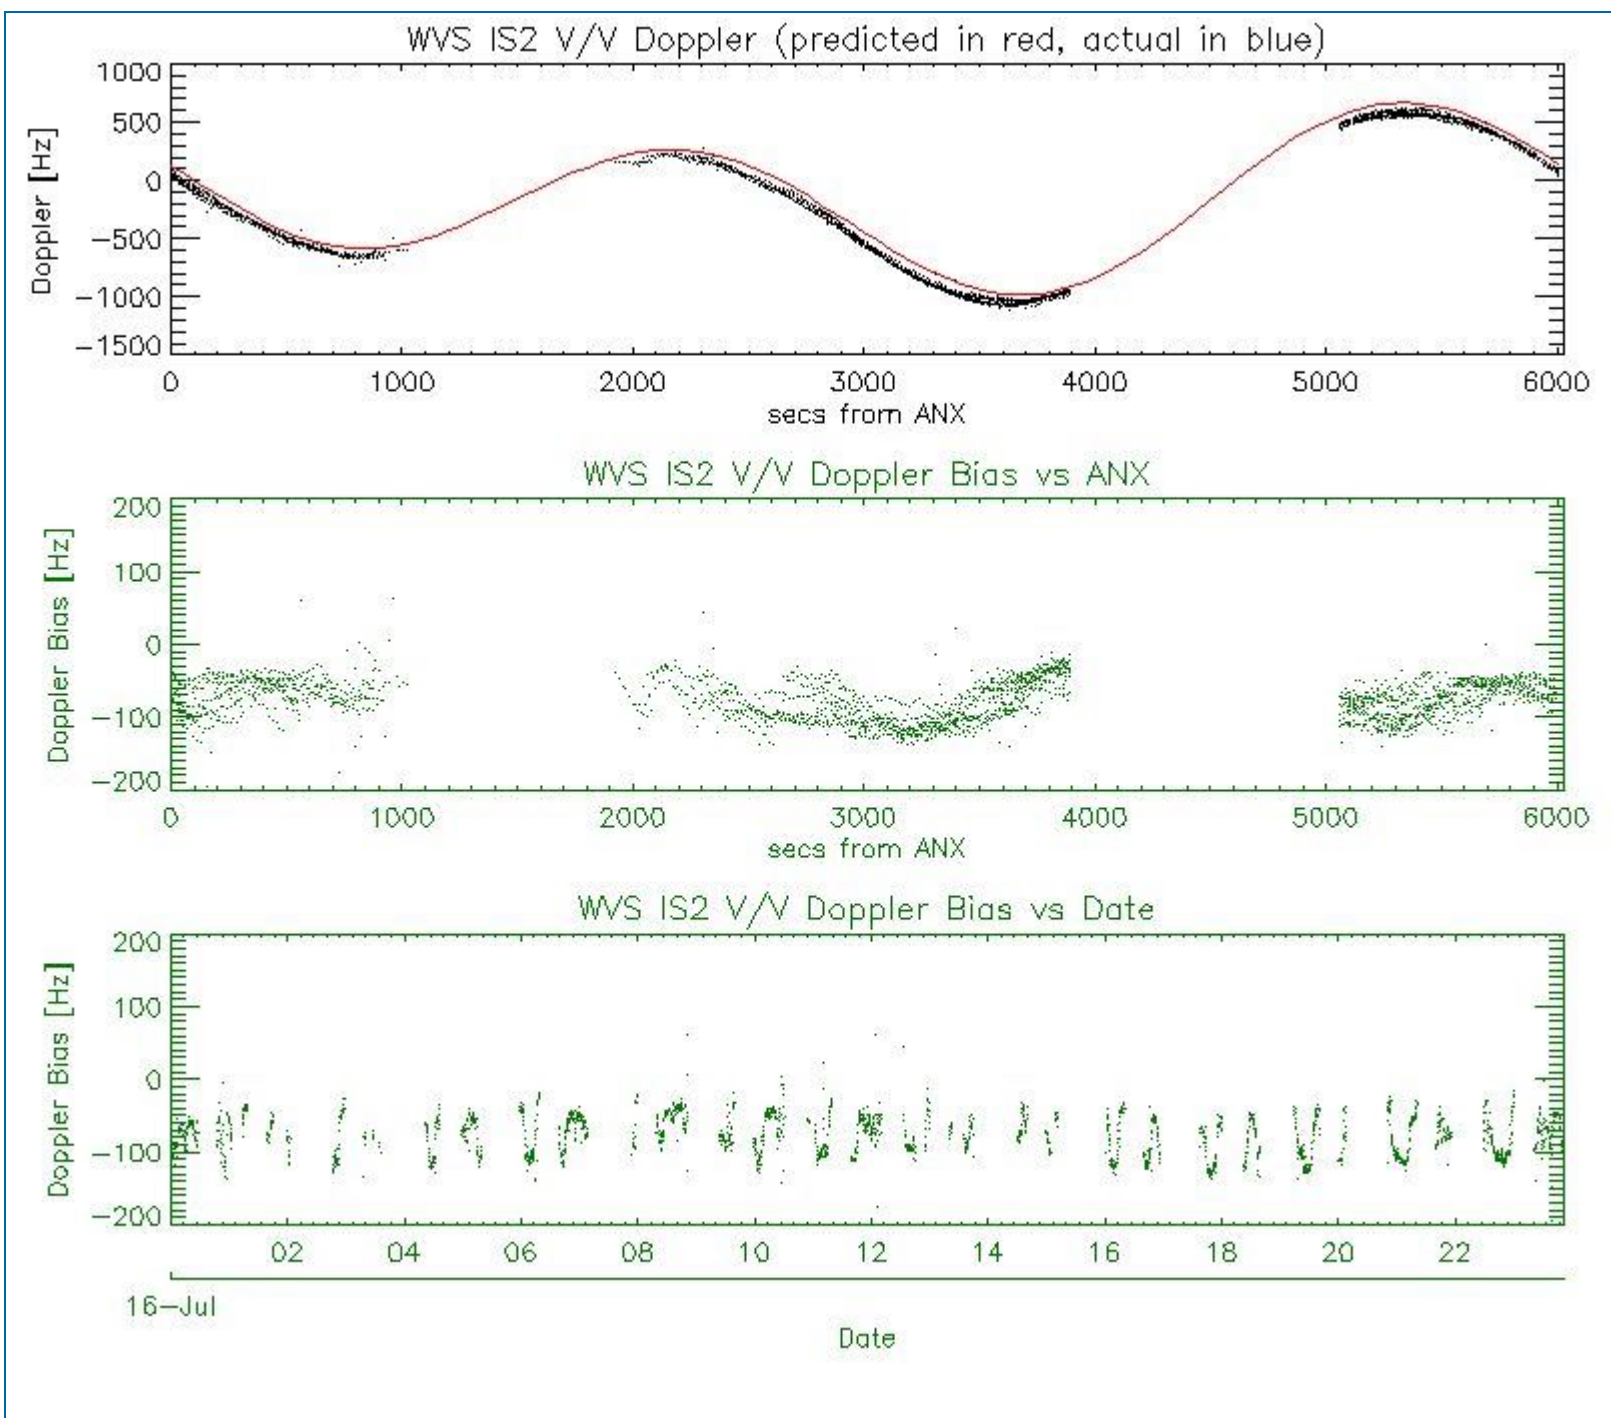 WVS IS2 V/V Doppler (predicted in red, actual in blue)
1000
500
0
−500
−1000
−1500
Doppler [Hz]
0 1000 2000 3000 4000 5000 6000
secs from ANX
WVS IS2 V/V Doppler Bias vs ANX
200
100
0
−100
−200
Doppler Bias [Hz]
0 1000 2000 3000 4000 5000 6000
secs from ANX
WVS IS2 V/V Doppler Bias vs Date
200
100
0
−100
−200
Doppler Bias [Hz]
02 04 06 08 10 12 14 16 18 20 22
16−Jul
Date